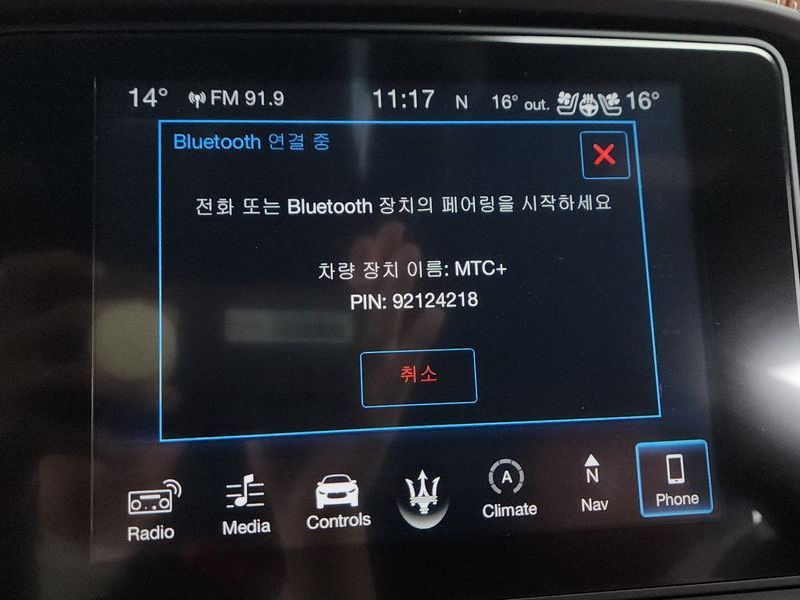 14° FM 91.9 11:17 N 16° out. 16°
Bluetooth 연결 중
전화 또는 Bluetooth 장치의 페어링을 시작하세요
차량 장치 이름: MTC+
PIN: 92124218
취소
A N
Radio Media Controls Climate Nav Phone